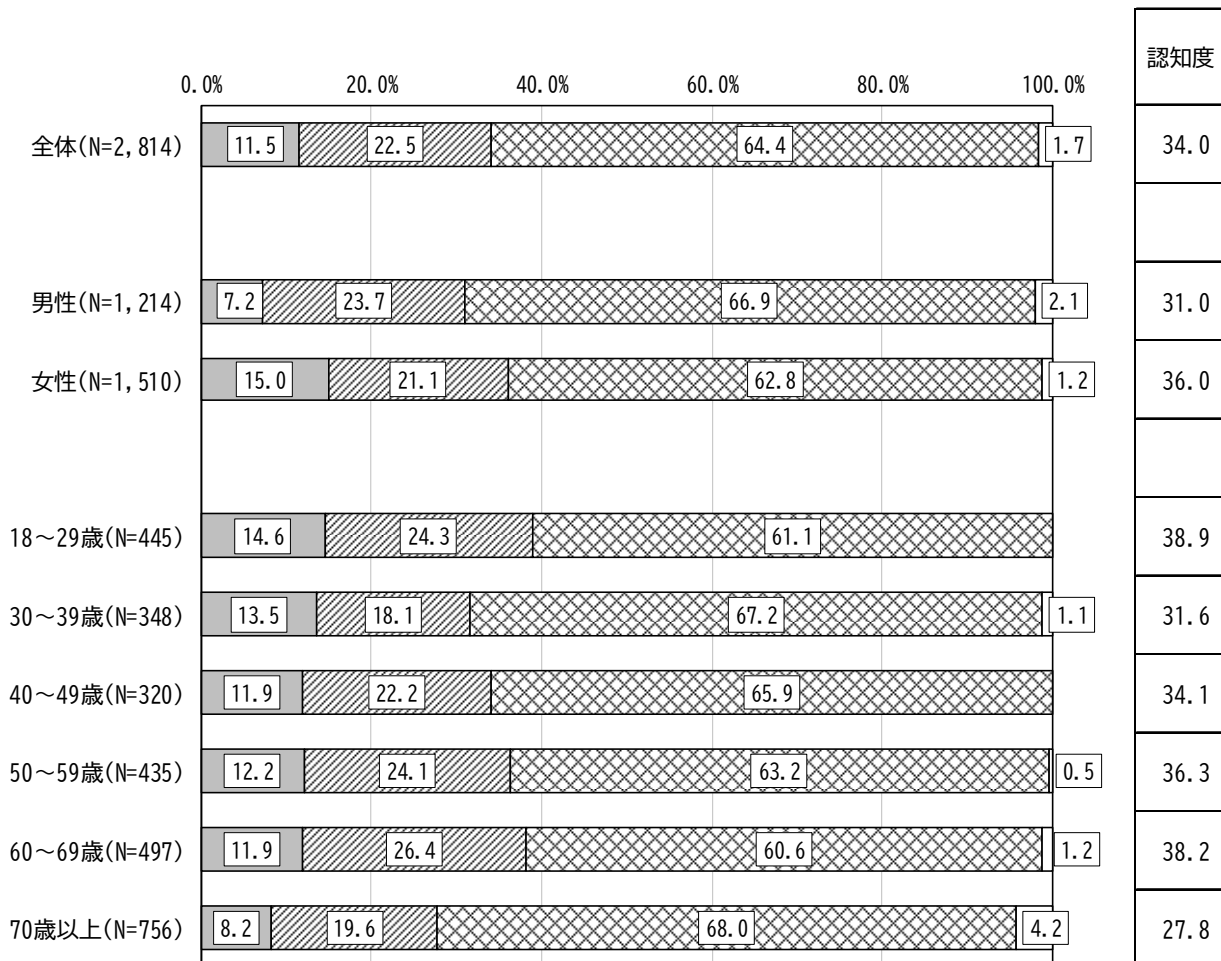 認知度
0.0% 20.0% 40.0% 60.0% 80.0% 100.0%
全体(N=2,814) 11.5 22.5 64.4 1.7 34.0
男性(N=1,214) 7.2 23.7 66.9 2.1 31.0
女性(N=1,510) 15.0 21.1 62.8 1.2 36.0
18～29歳(N=445) 14.6 24.3 61.1 38.9
30～39歳(N=348) 13.5 18.1 67.2 1.1 31.6
40～49歳(N=320) 11.9 22.2 65.9 34.1
50～59歳(N=435) 12.2 24.1 63.2 0.5 36.3
60～69歳(N=497) 11.9 26.4 60.6 1.2 38.2
70歳以上(N=756) 8.2 19.6 68.0 4.2 27.8